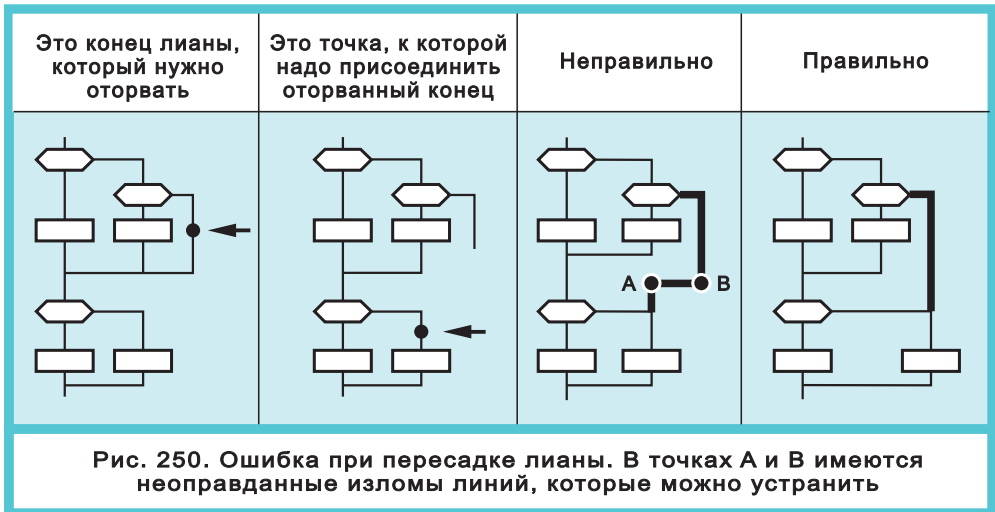 Это конец лианы,
который нужно
оторвать
Это точка, к которой
надо присоединить
оторванный конец
Неправильно
Правильно
A
B
Рис. 250. Ошибка при пересадке лианы. В точках A и B имеются
неоправданные изломы линий, которые можно устранить